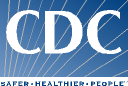 CDC
SAFER • HEALTHIER • PEOPLE™